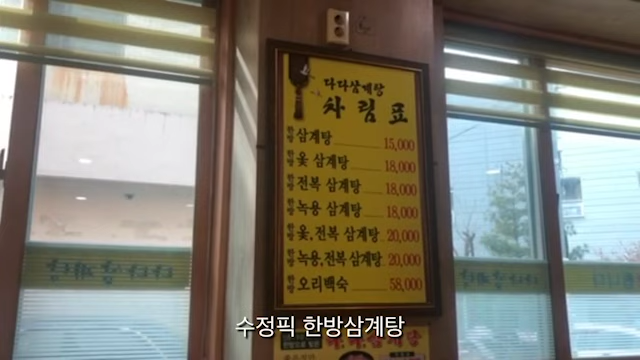 다다삼계탕
차림표
한방 삼계탕 15,000
한방 옻 삼계탕 18,000
한방 전복 삼계탕 18,000
한방 녹용 삼계탕 18,000
한방 옻,전복 삼계탕 20,000
한방 녹용,전복 삼계탕 20,000
한방 오리백숙 58,000
수정픽 한방삼계탕